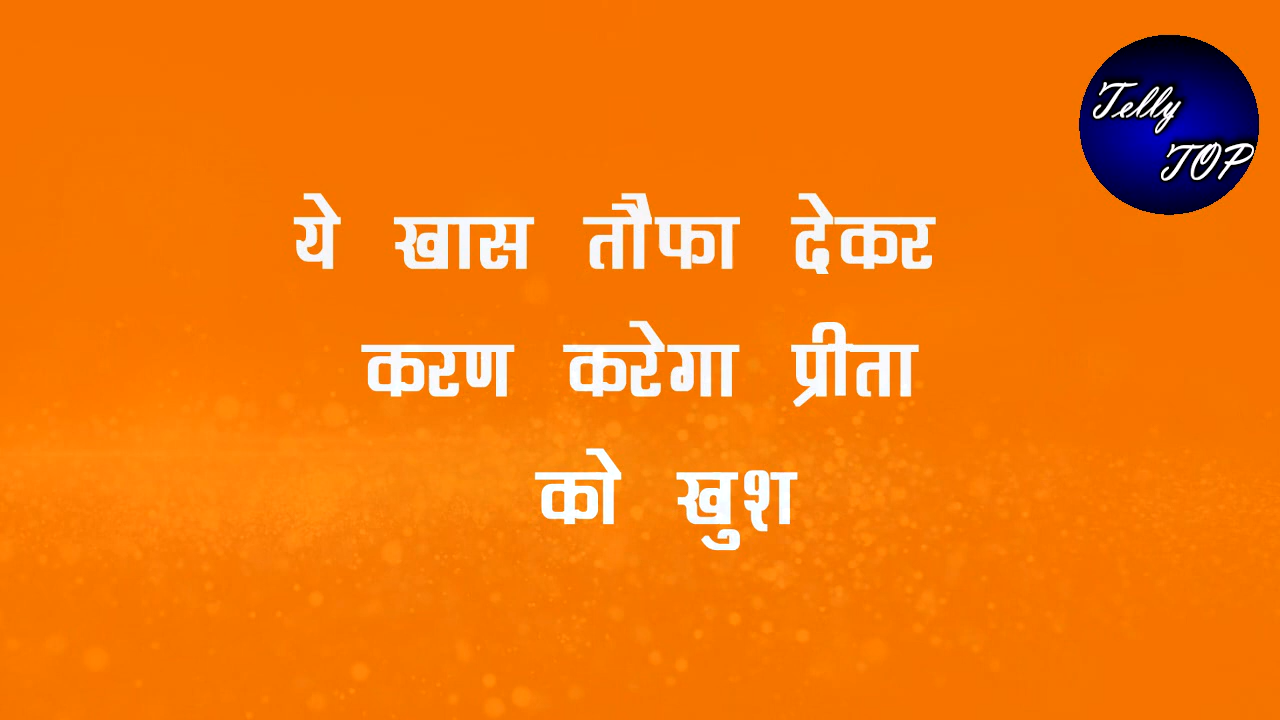 Telly
TOP
ये खास तौफा देकर
करण करेगा प्रीता
को खुश